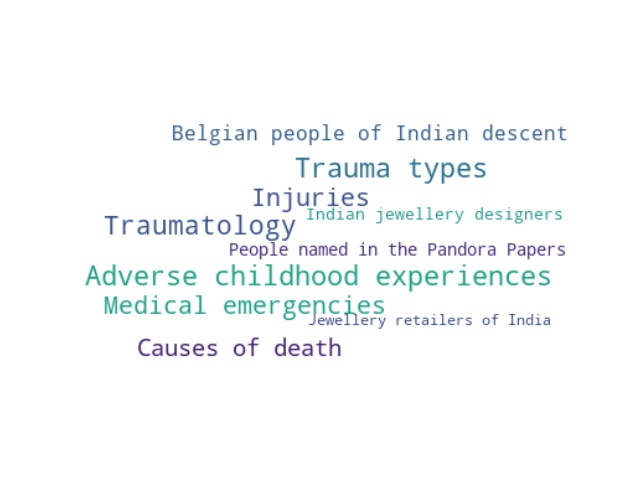 Belgian people of Indian descent
Trauma types
Injuries
Indian jewellery designers
Traumatology
People named in the Pandora Papers
Adverse childhood experiences
Medical emergencies
Jewellery retailers of India
Causes of death